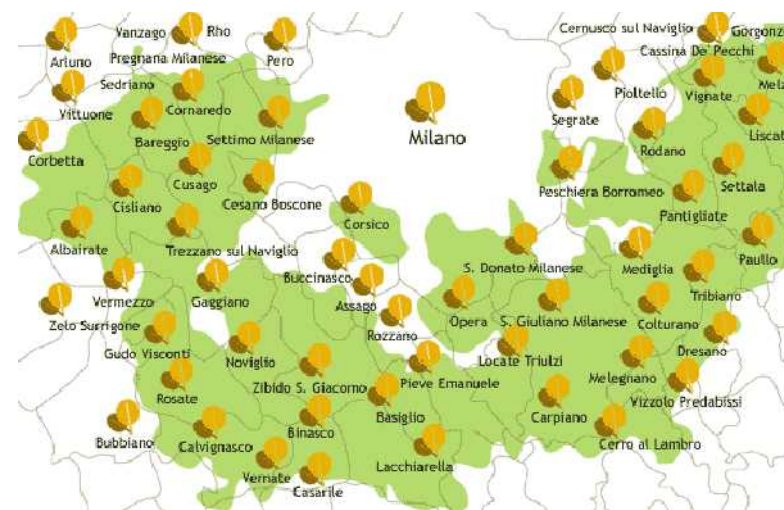 Vanzago
Rho
Cernusco sul Naviglio
Gorgonz
Arluno
Pregnana Milanese
Pero
Cassina De' Pecchi
Sedriano
Pioltello
Vignate
Melz
Vittuone
Cornaredo
Segrate
Milano
Bareggio
Settimo Milanese
Liscat
Corbetta
Rodano
Cusago
Peschiera Borromeo
Settala
Cisliano
Cesano Boscone
Corsico
Pantigliate
Albairate
Trezzano sul Naviglio
Buccinasco
S. Donato Milanese
Mediglia
Paullo
Vermezzo
Gaggiano
Assago
Tribiano
Zelo Surrigone
Rozzano
Opera
S. Giuliano Milanese
Colturano
Gudo Visconti
Noviglio
Locate Triulzi
Dresano
Zibido S. Giacomo
Pieve Emanuele
Melegnano
Rosate
Basiglio
Carpiano
Vizzolo Predabissi
Bubbiano
Calvignasco
Binasco
Cerro al Lambro
Lacchiarella
Vernate
Casarile